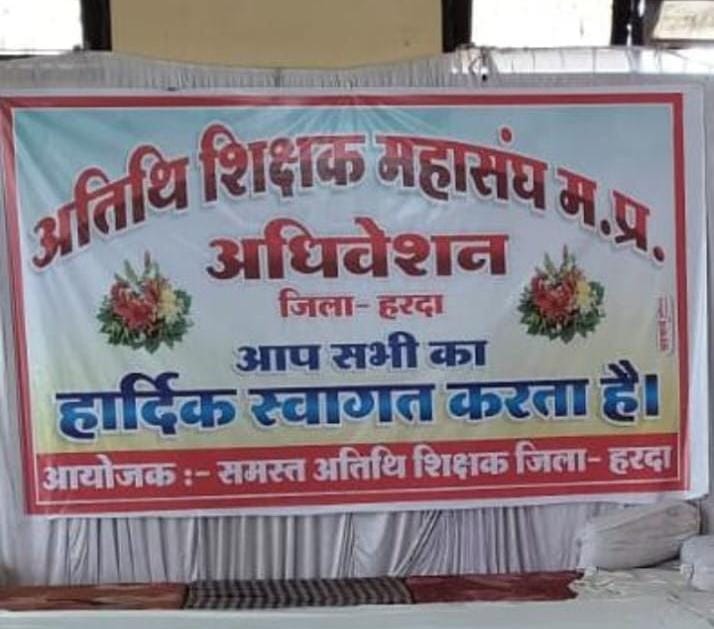 अतिथि शिक्षक महासंघ म.प्र.
अधिवेशन
जिला- हरदा
आप सभी का
हार्दिक स्वागत करता है।
आयोजक :- समस्त अतिथि शिक्षक जिला- हरदा